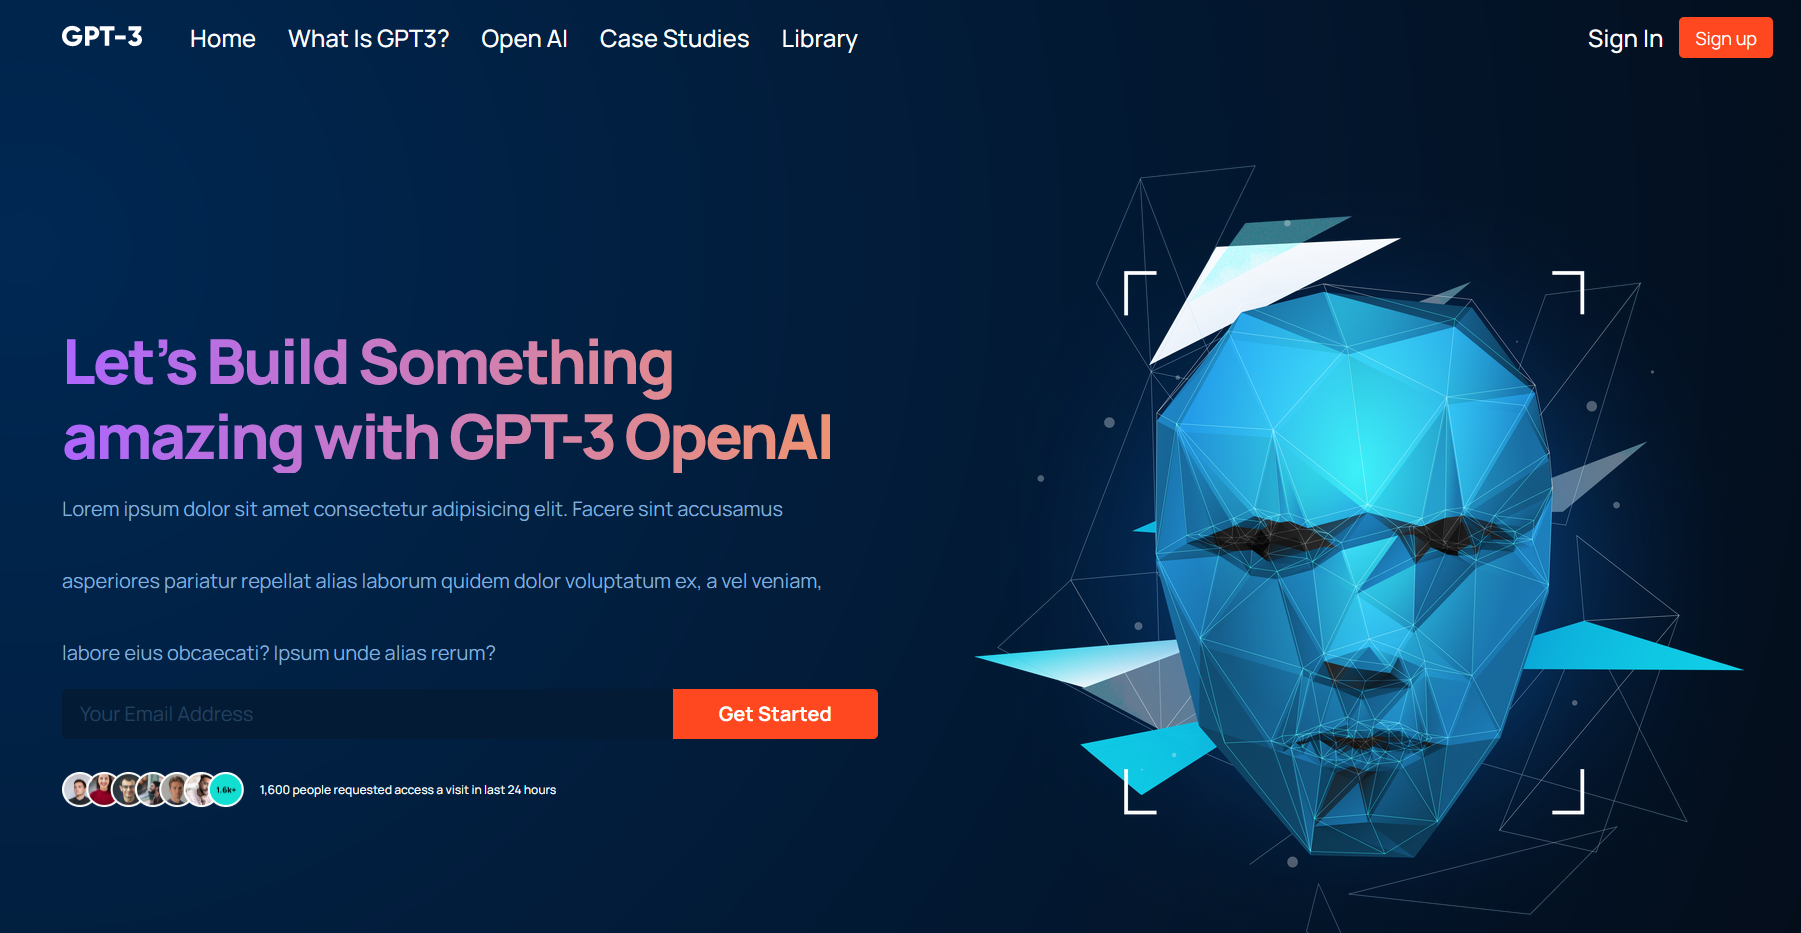 GPT-3 Home What Is GPT3? Open AI Case Studies Library Sign In Sign up
Let's Build Something
amazing with GPT-3 OpenAI
Lorem ipsum dolor sit amet consectetur adipisicing elit. Facere sint accusamus
asperiores pariatur repellat alias laborum quidem dolor voluptatum ex, a vel veniam,
labore eius obcaecati? Ipsum unde alias rerum?
Your Email Address Get Started
1.6k+ 1,600 people requested access a visit in last 24 hours